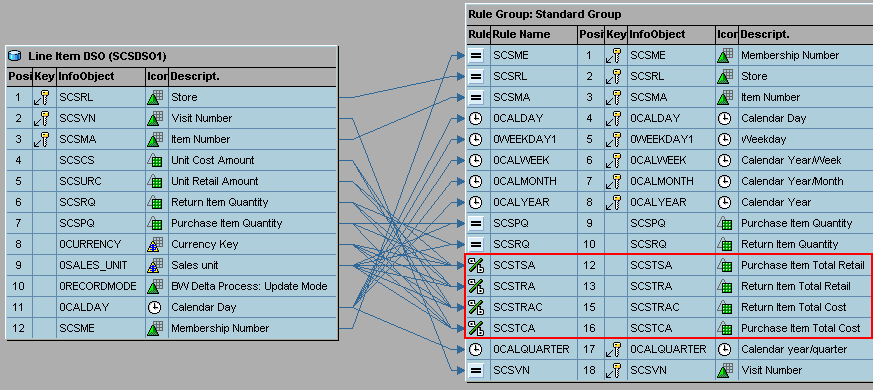 Rule Group: Standard Group
Rule Rule Name Posi Key InfoObject Icon Descript.
SCSME 1 SCSME Membership Number
SCSRL 2 SCSRL Store
SCSMA 3 SCSMA Item Number
0CALDAY 4 0CALDAY Calendar Day
0WEEKDAY1 5 0WEEKDAY1 Weekday
0CALWEEK 6 0CALWEEK Calendar Year/Week
0CALMONTH 7 0CALMONTH Calendar Year/Month
0CALYEAR 8 0CALYEAR Calendar Year
SCSPQ 9 SCSPQ Purchase Item Quantity
SCSRQ 10 SCSRQ Return Item Quantity
SCSTSA 12 SCSTSA Purchase Item Total Retail
SCSTRA 13 SCSTRA Return Item Total Retail
SCSTRAC 15 SCSTRAC Return Item Total Cost
SCSTCA 16 SCSTCA Purchase Item Total Cost
0CALQUARTER 17 0CALQUARTER Calendar year/quarter
SCSVN 18 SCSVN Visit Number
Line Item DSO (SCSDSO1)
Posi Key InfoObject Icon Descript.
1 SCSRL Store
2 SCSVN Visit Number
3 SCSMA Item Number
4 SCSCS Unit Cost Amount
5 SCSURC Unit Retail Amount
6 SCSRQ Return Item Quantity
7 SCSPQ Purchase Item Quantity
8 0CURRENCY Currency Key
9 0SALES_UNIT Sales unit
10 0RECORDMODE BW Delta Process: Update Mode
11 0CALDAY Calendar Day
12 SCSME Membership Number